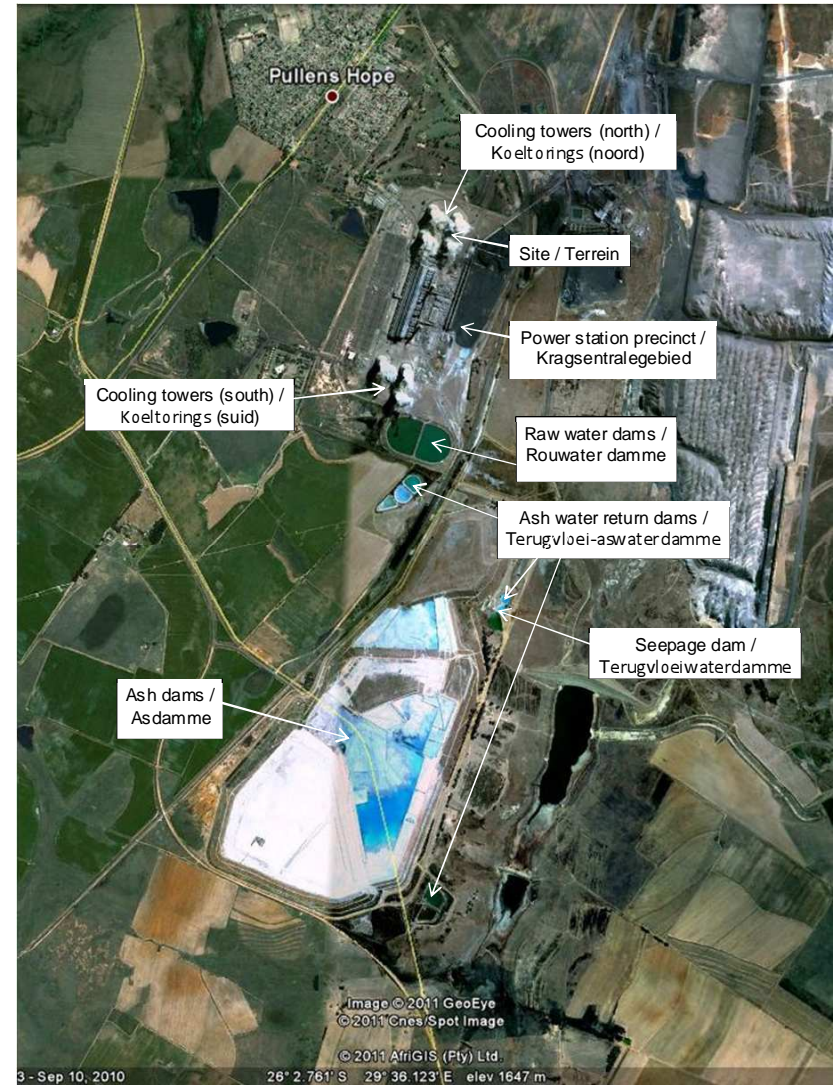 Pullens Hope
Cooling towers (north) /
Koeltorings (noord)
Site / Terrein
Power station precinct /
Kragsentralegebied
Cooling towers (south) /
Koeltorings (suid)
Raw water dams /
Rouwater damme
Ash water return dams /
Terugvloei-aswaterdamme
Seepage dam /
Terugvloeiwaterdamme
Ash dams /
Asdamme
Image © 2011 GeoEye
© 2011 Cnes/Spot Image
© 2011 AfriGIS (Pty) Ltd.
3 - Sep 10, 2010 26° 2.761' S 29° 36.123' E elev 1647 m